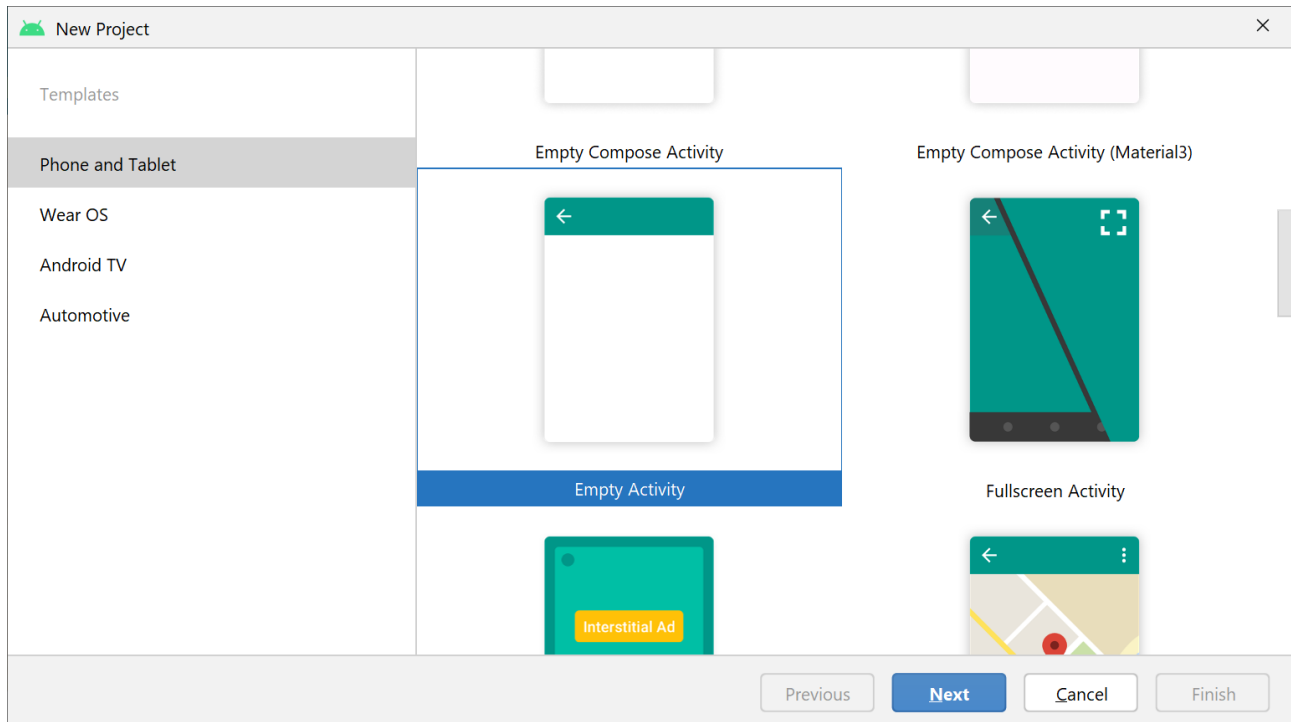 New Project
Templates
Phone and Tablet
Wear OS
Android TV
Automotive
Empty Compose Activity
Empty Compose Activity (Material3)
Empty Activity
Fullscreen Activity
Interstitial Ad
Previous
Next
Cancel
Finish